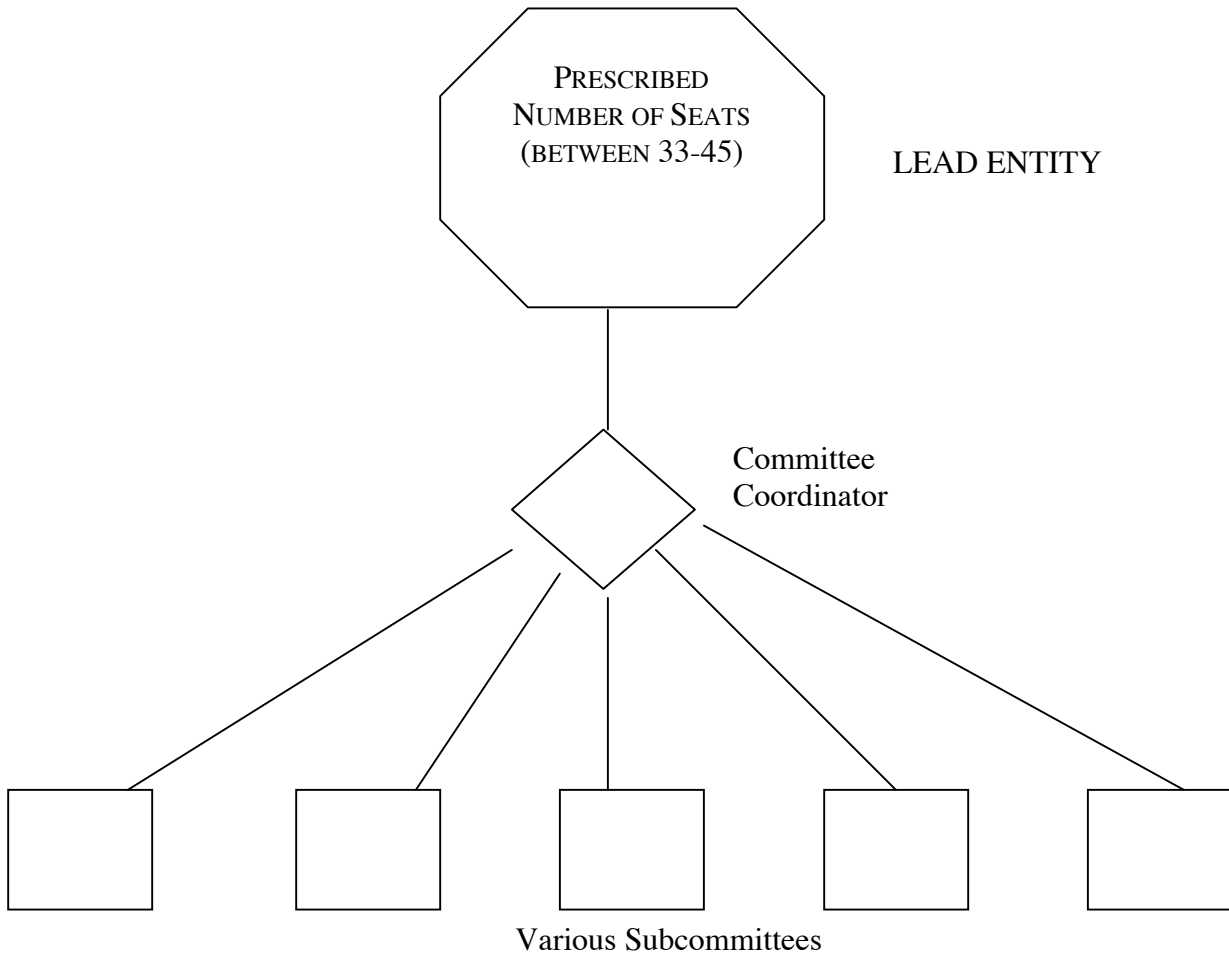 PRESCRIBED
NUMBER OF SEATS
(BETWEEN 33-45)
LEAD ENTITY
Committee
Coordinator
Various Subcommittees